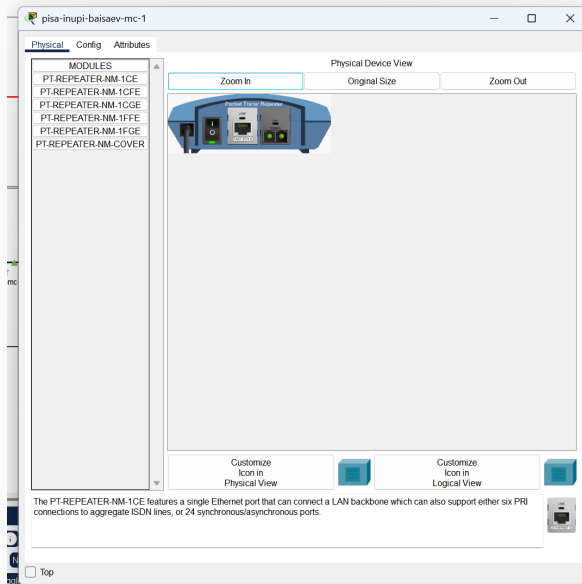 pisa-inupi-baisaev-mc-1
Physical Config Attributes
MODULES
PT-REPEATER-NM-1CE
PT-REPEATER-NM-1CFE
PT-REPEATER-NM-1CGE
PT-REPEATER-NM-1FFE
PT-REPEATER-NM-1FGE
PT-REPEATER-NM-COVER
Physical Device View
Zoom In Original Size Zoom Out
Packet Tracer Repeater
LINK
mc
Customize
Icon in
Physical View
Customize
Icon in
Logical View
The PT-REPEATER-NM-1CE features a single Ethernet port that can connect a LAN backbone which can also support either six PRI
connections to aggregate ISDN lines, or 24 synchronous/asynchronous ports.
Top